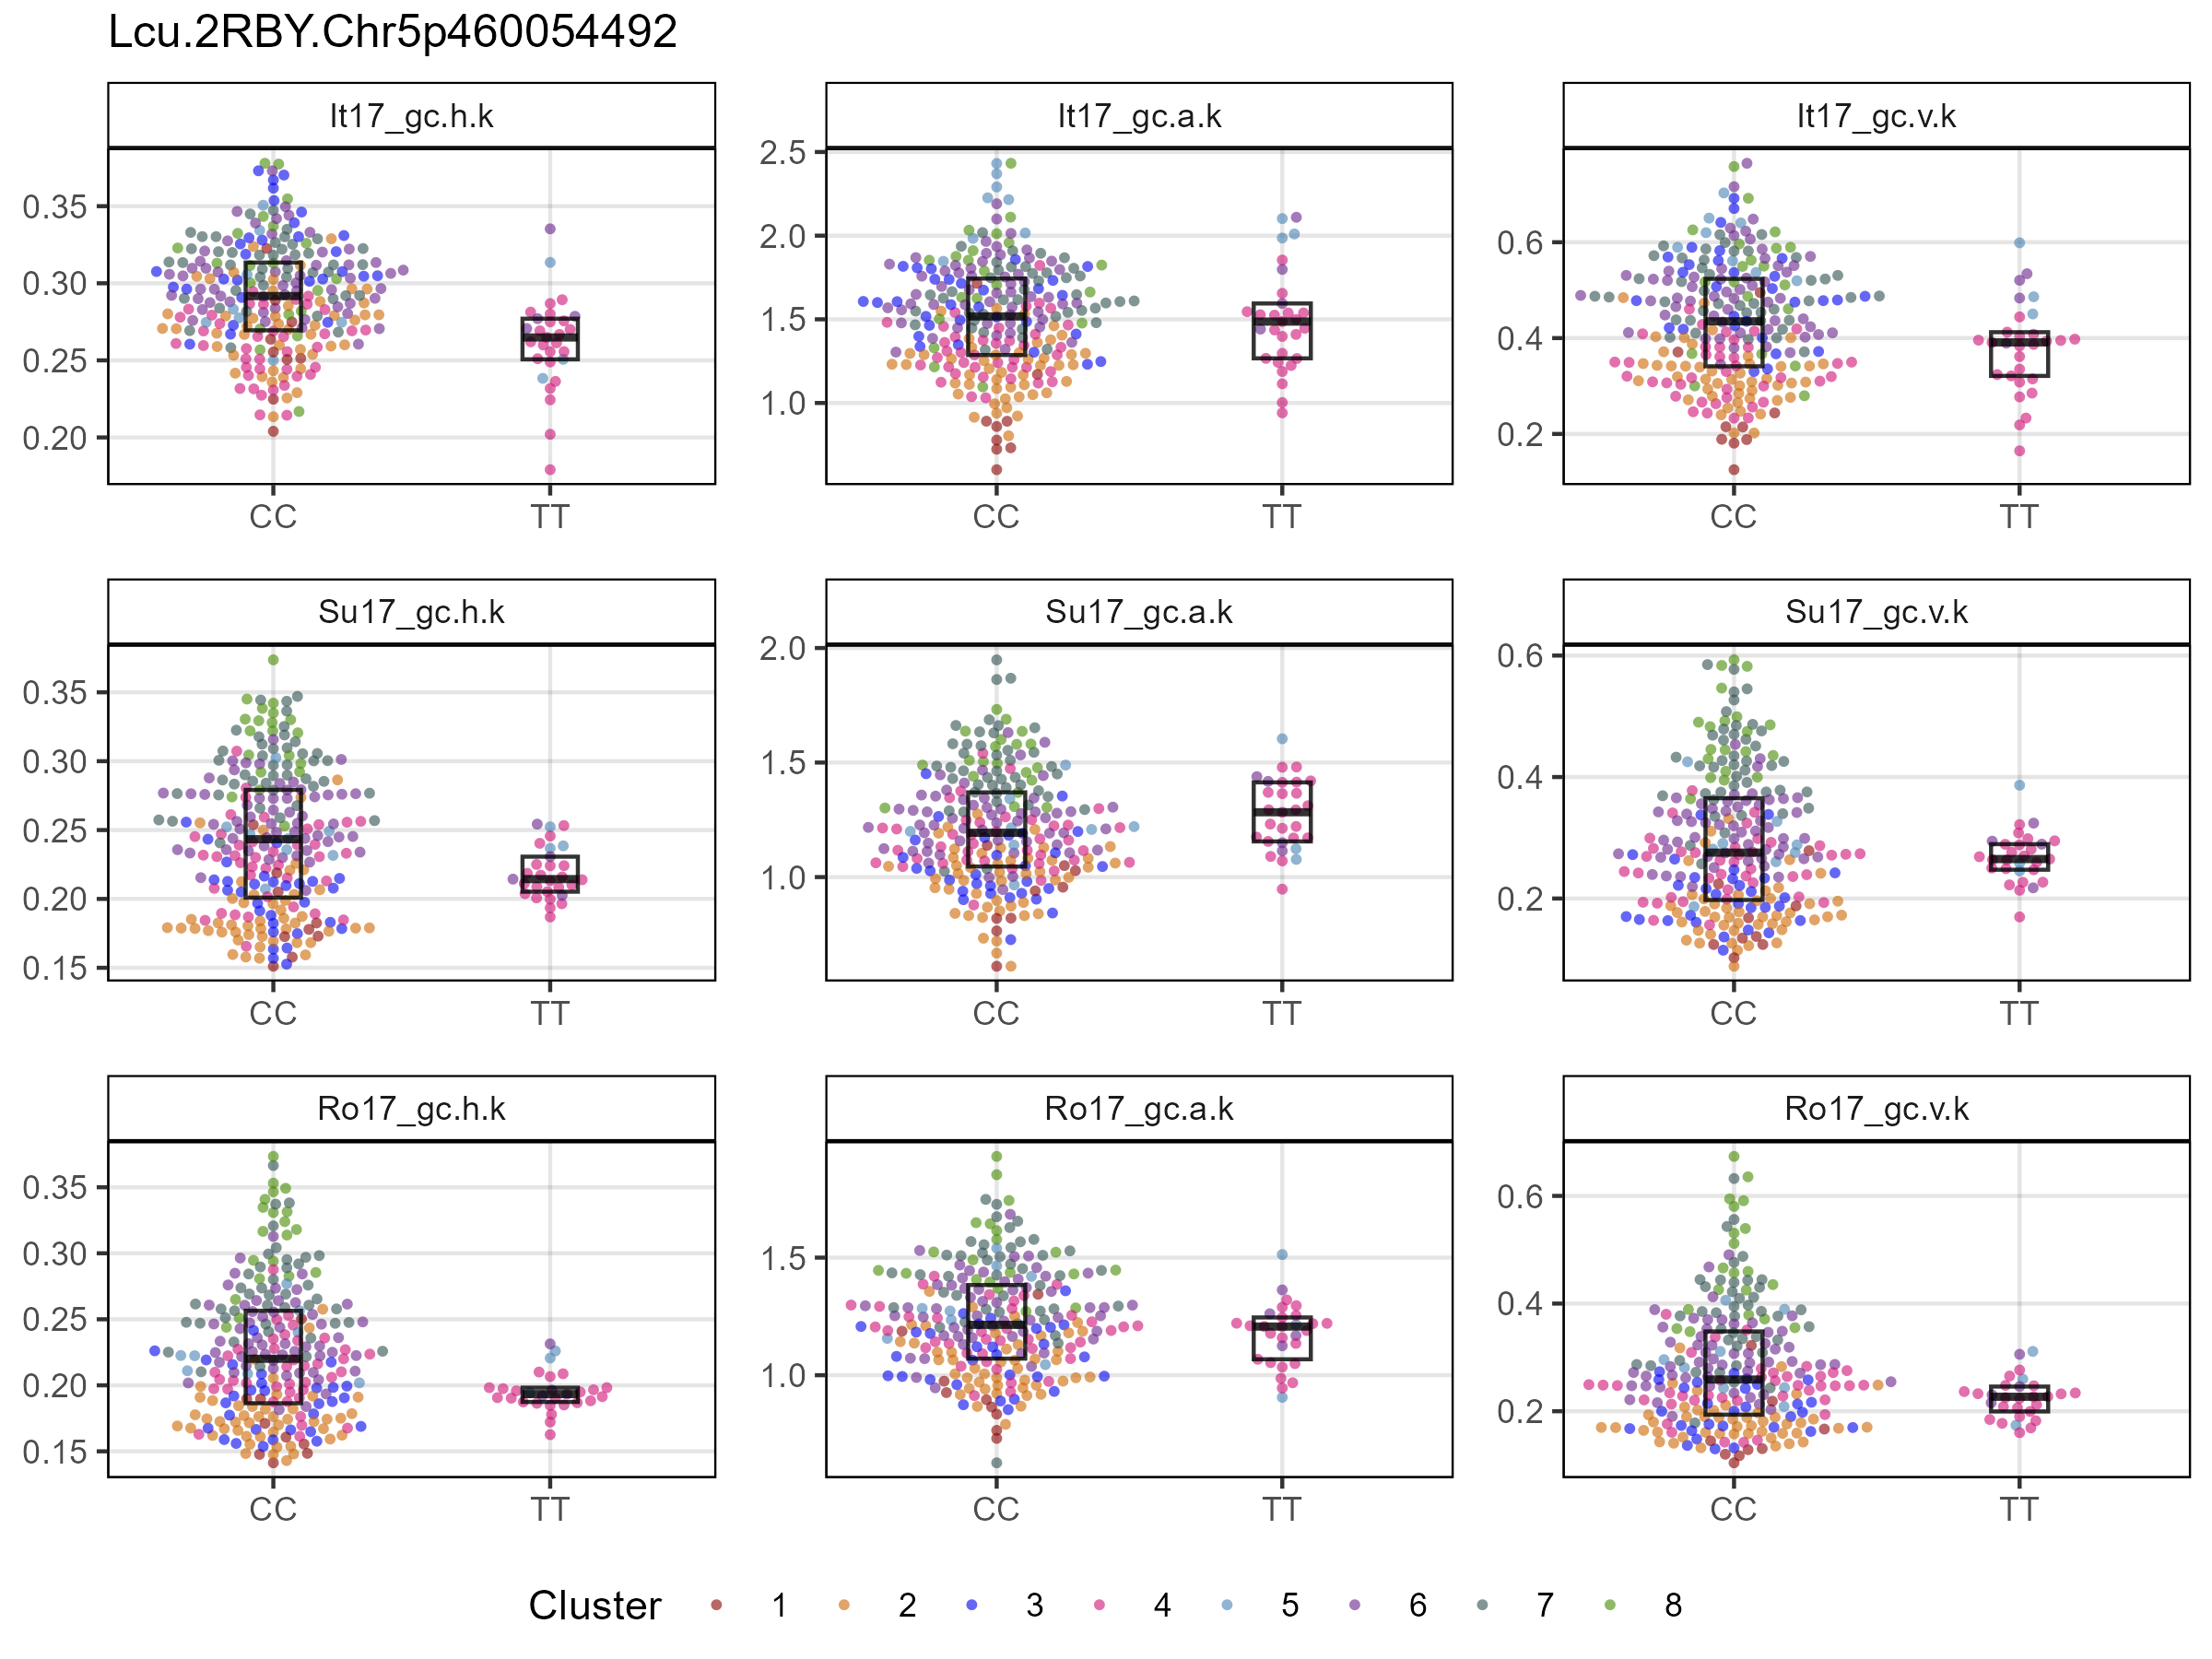 Lcu.2RBY.Chr5p460054492
It17_gc.h.k
It17_gc.a.k
It17_gc.v.k
0.35
0.30
0.25
0.20
CC
TT
2.5
2.0
1.5
1.0
CC
TT
0.6
0.4
0.2
CC
TT
Su17_gc.h.k
Su17_gc.a.k
Su17_gc.v.k
0.35
0.30
0.25
0.20
0.15
CC
TT
2.0
1.5
1.0
CC
TT
0.6
0.4
0.2
CC
TT
Ro17_gc.h.k
Ro17_gc.a.k
Ro17_gc.v.k
0.35
0.30
0.25
0.20
0.15
CC
TT
1.5
1.0
CC
TT
0.6
0.4
0.2
CC
TT
Cluster 1 2 3 4 5 6 7 8